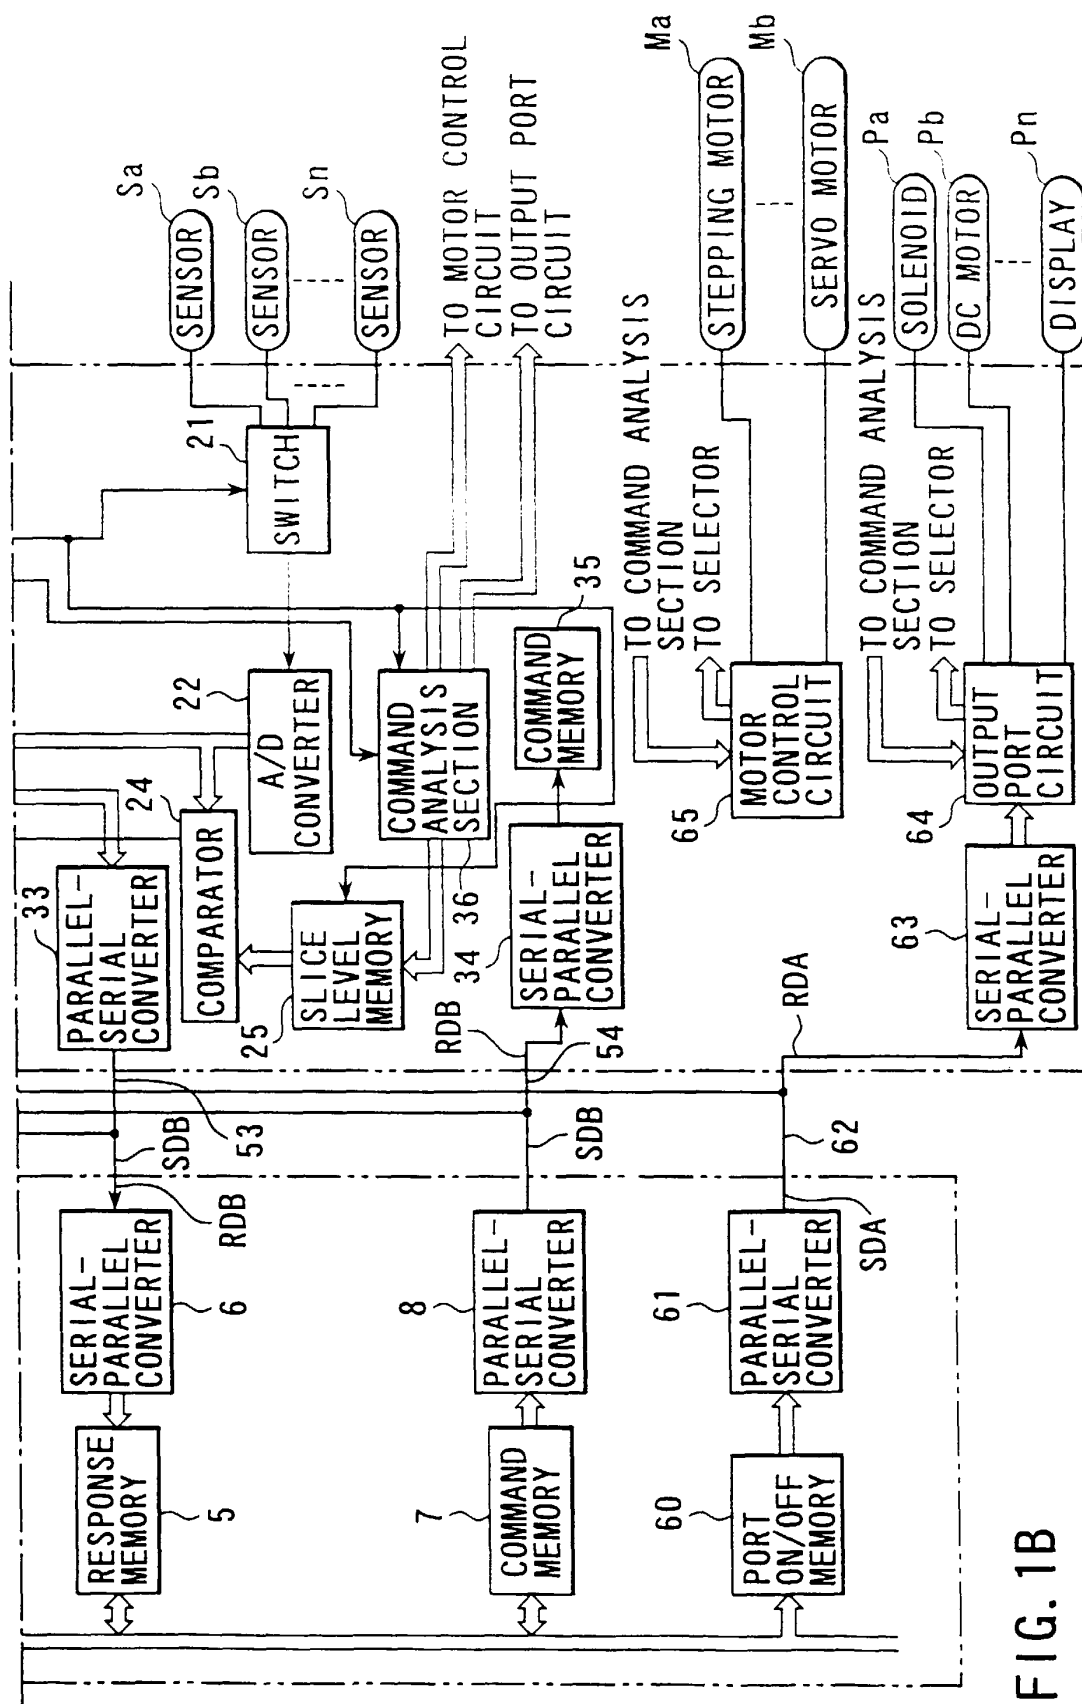 Sa
SENSOR
Sb
SENSOR
Sn
SENSOR
21
SWITCH
TO MOTOR CONTROL
CIRCUIT
TO OUTPUT PORT
CIRCUIT
33
PARALLEL-
SERIAL
CONVERTER
24
COMPARATOR
22
A/D
CONVERTER
25
SLICE
LEVEL
MEMORY
COMMAND
ANALYSIS
SECTION
36
34
SERIAL-
PARALLEL
CONVERTER
35
COMMAND
MEMORY
TO COMMAND ANALYSIS
SECTION
TO SELECTOR
65
MOTOR
CONTROL
CIRCUIT
Ma
STEPPING MOTOR
Mb
SERVO MOTOR
TO COMMAND ANALYSIS
SECTION
TO SELECTOR
64
OUTPUT
PORT
CIRCUIT
63
SERIAL-
PARALLEL
CONVERTER
Pa
SOLENOID
Pb
DC MOTOR
Pn
DISPLAY
RESPONSE
MEMORY
5
SERIAL-
PARALLEL
CONVERTER
6
RDB
SDB
53
7
COMMAND
MEMORY
8
PARALLEL-
SERIAL
CONVERTER
SDB
54
RDB
60
PORT
ON/OFF
MEMORY
61
PARALLEL-
SERIAL
CONVERTER
SDA
62
RDA
FIG. 1B